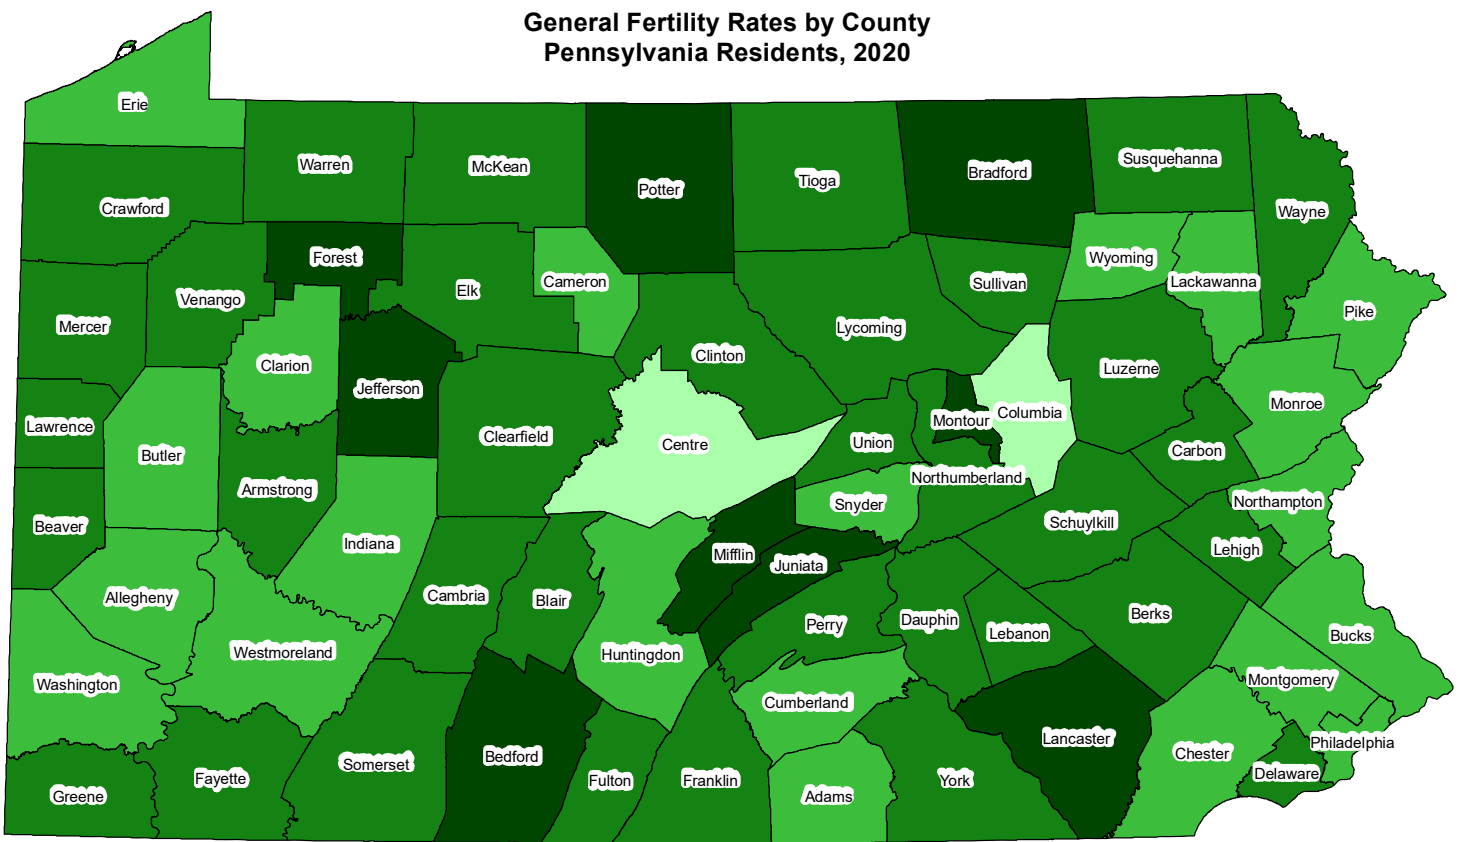 General Fertility Rates by County
Pennsylvania Residents, 2020
Erie
Warren
McKean
Potter
Tioga
Bradford
Susquehanna
Wayne
Crawford
Forest
Elk
Cameron
Sullivan
Wyoming
Lackawanna
Pike
Venango
Mercer
Clarion
Jefferson
Clinton
Lycoming
Luzerne
Monroe
Lawrence
Butler
Armstrong
Clearfield
Centre
Union
Montour
Columbia
Carbon
Northumberland
Snyder
Northampton
Beaver
Indiana
Mifflin
Juniata
Schuylkill
Lehigh
Allegheny
Cambria
Blair
Huntingdon
Perry
Dauphin
Lebanon
Berks
Bucks
Washington
Westmoreland
Cumberland
Montgomery
Greene
Fayette
Somerset
Bedford
Fulton
Franklin
Adams
York
Lancaster
Chester
Philadelphia
Delaware